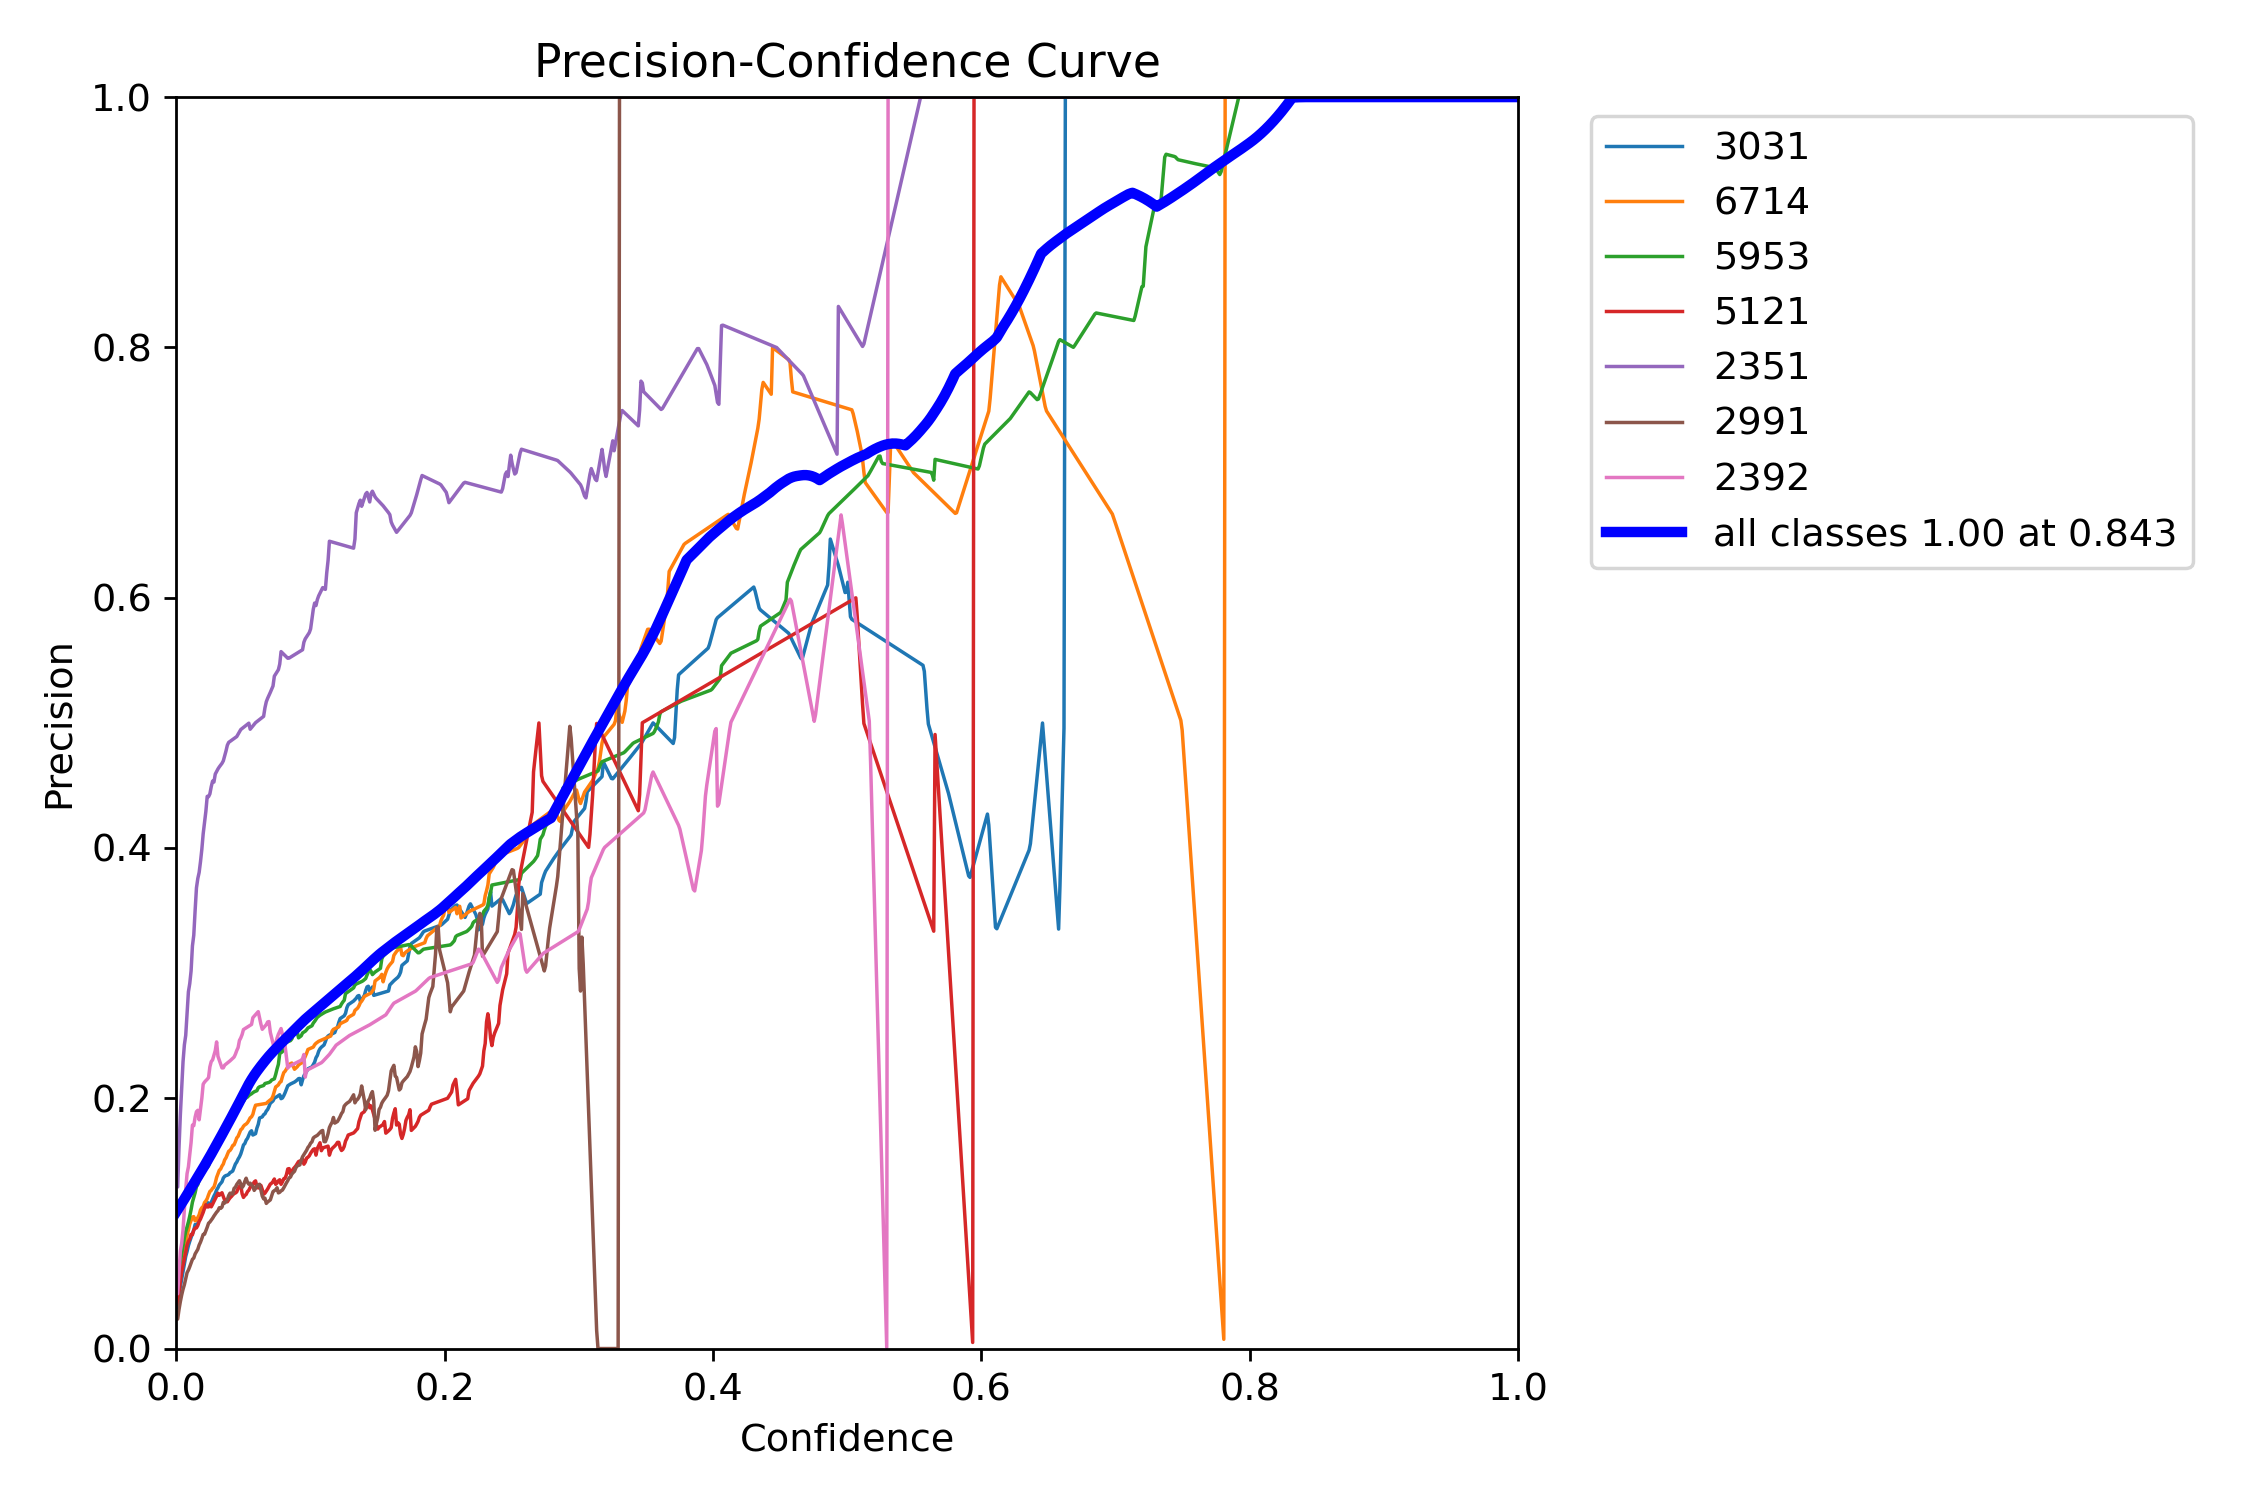 Precision-Confidence Curve
1.0
0.8
0.6
0.4
0.2
0.0
Precision
0.0 0.2 0.4 0.6 0.8 1.0
Confidence
3031
6714
5953
5121
2351
2991
2392
all classes 1.00 at 0.843